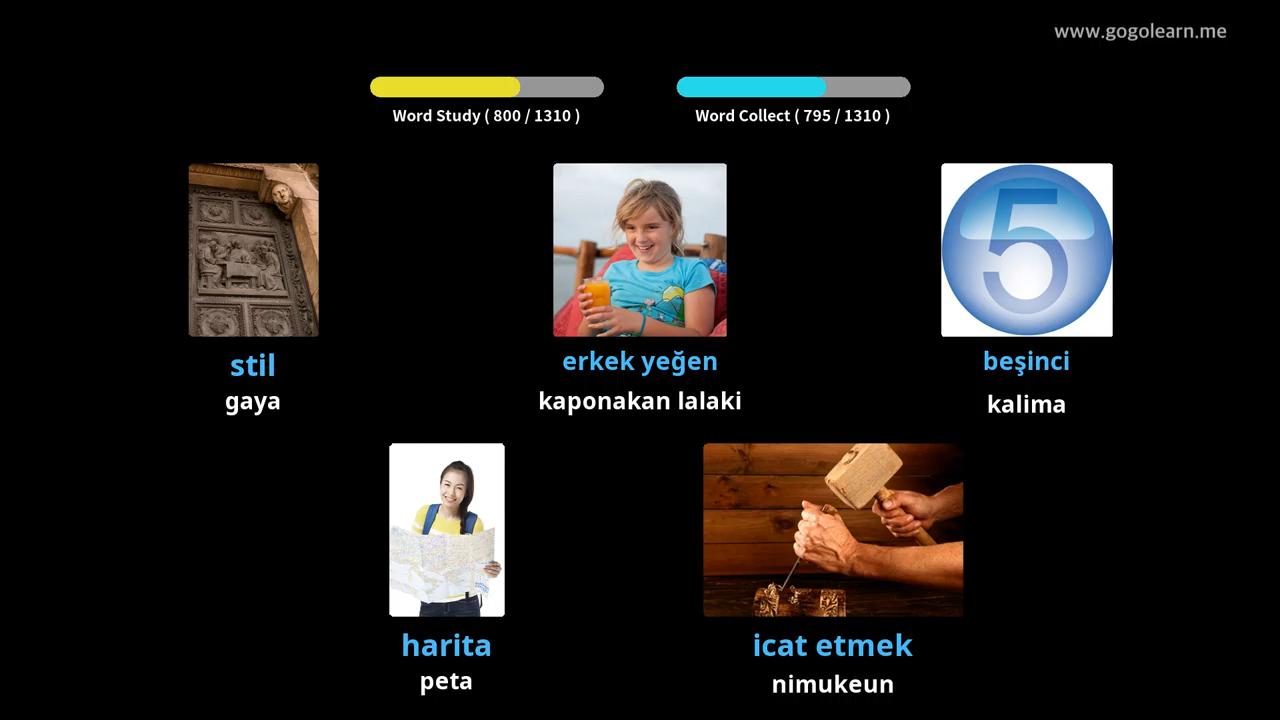 www.gogolearn.me
Word Study ( 800 / 1310 )
Word Collect ( 795 / 1310 )
5
stil
gaya
erkek yeğen
kaponakan lalaki
beşinci
kalima
harita
peta
icat etmek
nimukeun